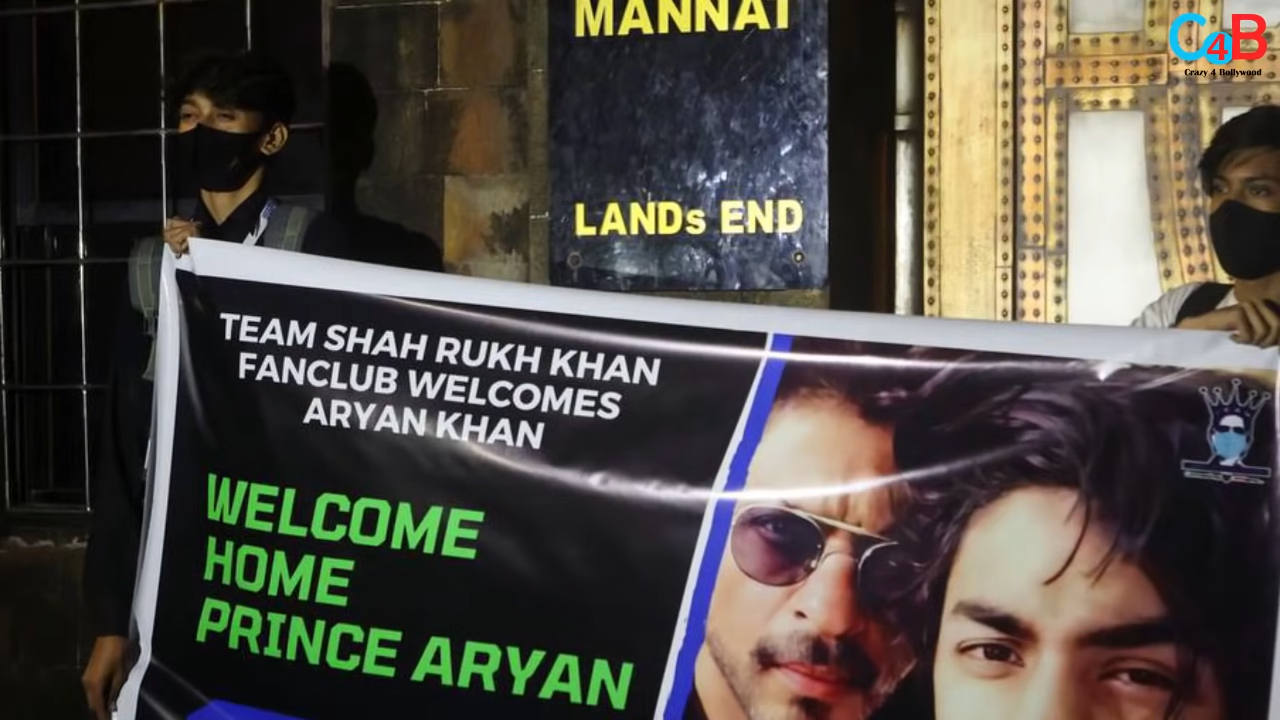 MANNAT
LANDs END
C4B
Crazy 4 Bollywood
TEAM SHAH RUKH KHAN
FANCLUB WELCOMES
ARYAN KHAN
WELCOME
HOME
PRINCE ARYAN